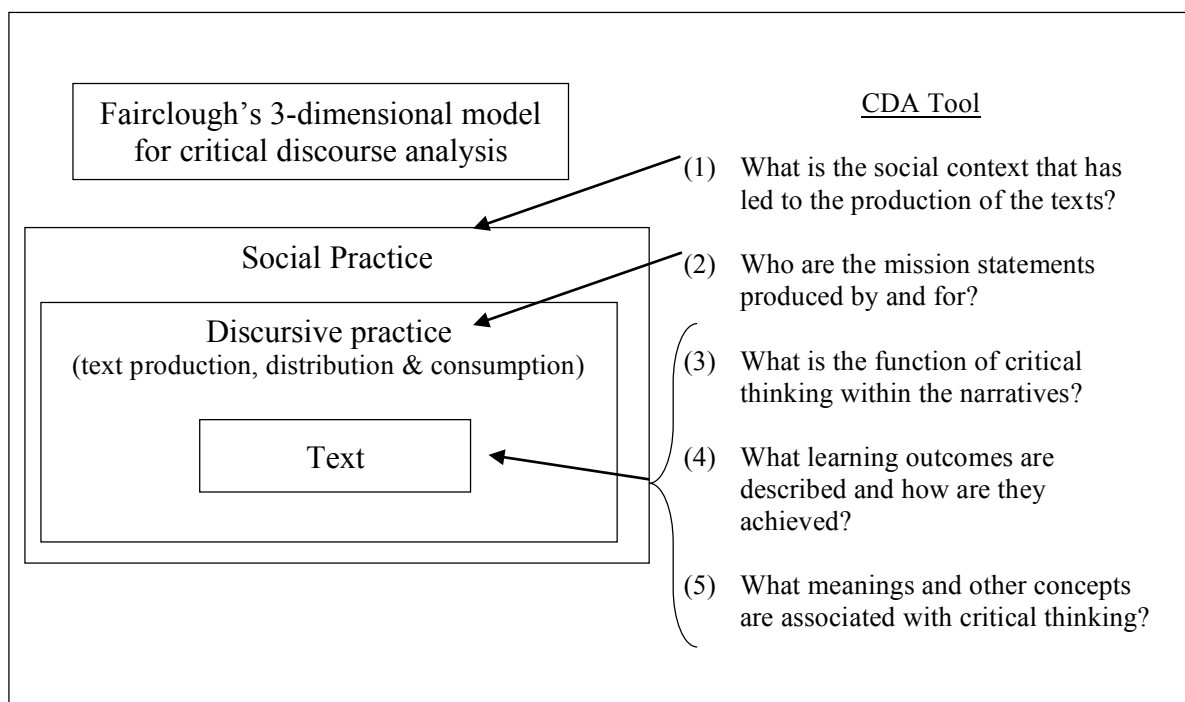 Fairclough’s 3-dimensional model
for critical discourse analysis
Social Practice
Discursive practice
(text production, distribution & consumption)
Text
CDA Tool
(1) What is the social context that has
led to the production of the texts?
(2) Who are the mission statements
produced by and for?
(3) What is the function of critical
thinking within the narratives?
(4) What learning outcomes are
described and how are they
achieved?
(5) What meanings and other concepts
are associated with critical thinking?